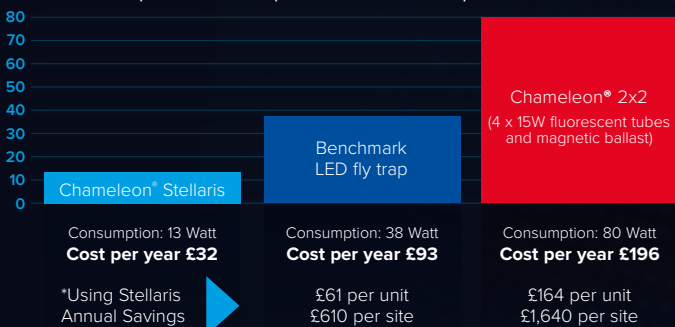 80
70
60
50
40
30
20
10
0
Chameleon® Stellaris
Benchmark
LED fly trap
Chameleon® 2x2
(4 x 15W fluorescent tubes
and magnetic ballast)
Consumption: 13 Watt
Cost per year £32
Consumption: 38 Watt
Cost per year £93
Consumption: 80 Watt
Cost per year £196
*Using Stellaris
Annual Savings
£61 per unit
£610 per site
£164 per unit
£1,640 per site